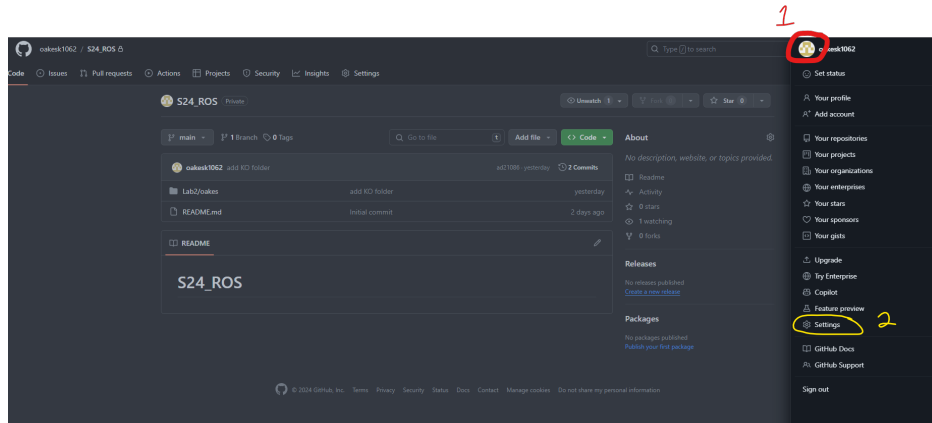 1
oakesk1062 / S24_ROS
Type / to search
oakesk1062
Code Issues Pull requests Actions Projects Security Insights Settings
Set status
S24_ROS Private
Unwatch 1
Fork 0
Star 0
Your profile
Add account
main 1 Branch 0 Tags
Go to file t
Add file
<> Code
About
No description, website, or topics provided.
Your repositories
Your projects
Your organizations
Your enterprises
Your stars
Your sponsors
Your gists
oakesk1062 add KO folder
yesterday
2 Commits
Lab2/oakes add KO folder yesterday
README.md Initial commit 2 days ago
Readme
Activity
0 stars
1 watching
0 forks
README
S24_ROS
Releases
No releases published
Create a new release
Packages
No packages published
Publish your first package
Upgrade
Try Enterprise
Copilot
Feature preview
Settings 2
GitHub Docs
GitHub Support
Sign out
© 2024 GitHub, Inc. Terms Privacy Security Status Docs Contact Manage cookies Do not share my personal information